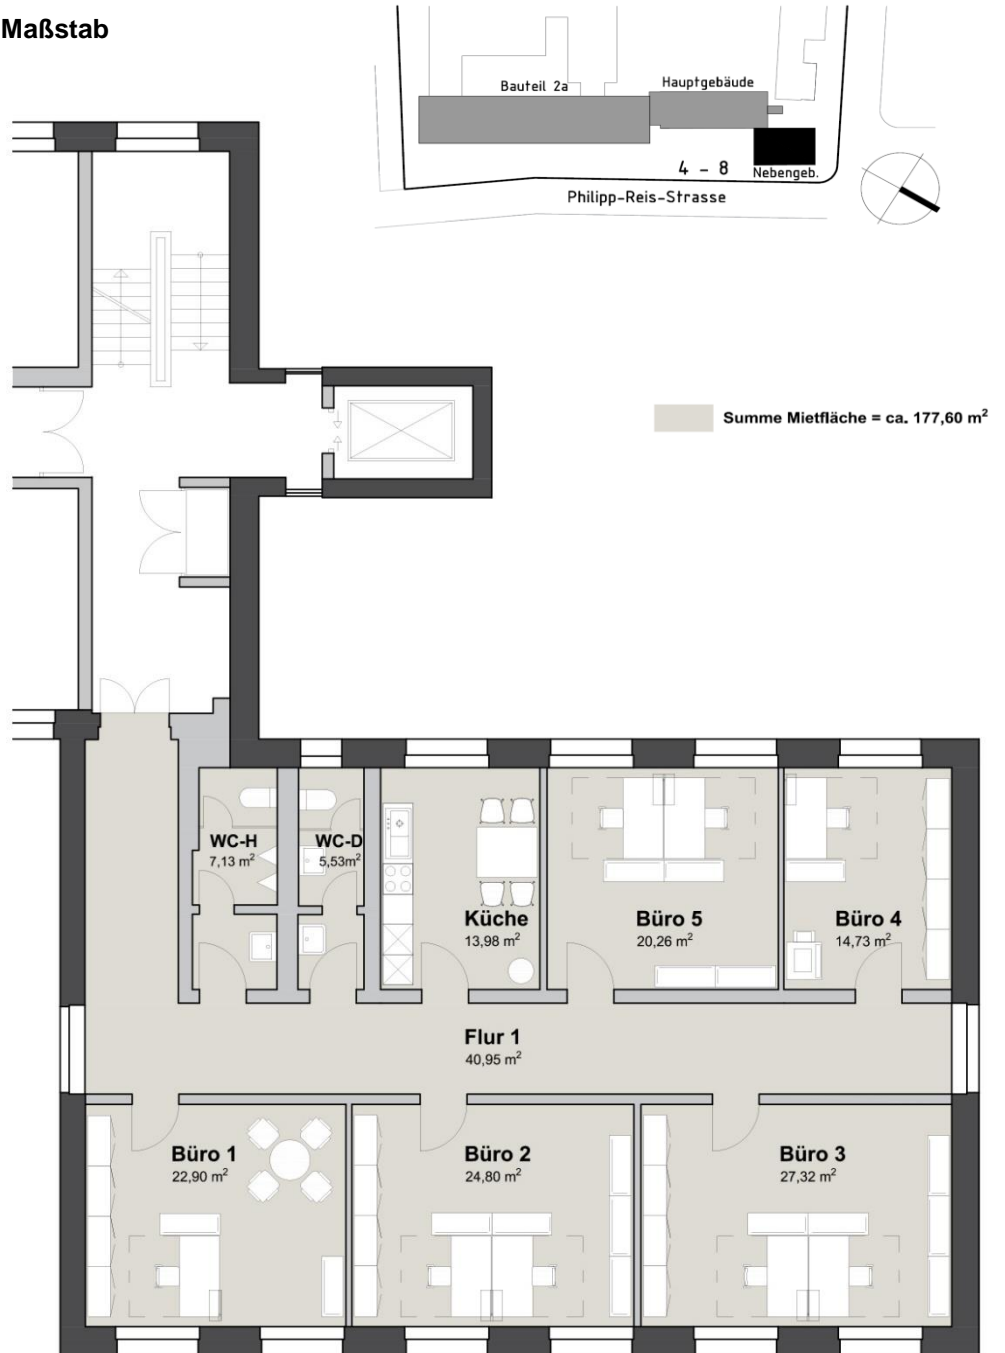 Maßstab
Bauteil 2a
Hauptgebäude
4 – 8
Nebengeb.
Philipp-Reis-Strasse
Summe Mietfläche = ca. 177,60 m²
WC-H
7,13 m²
WC-D
5,53m²
Küche
13,98 m²
Büro 5
20,26 m²
Büro 4
14,73 m²
Flur 1
40,95 m²
Büro 1
22,90 m²
Büro 2
24,80 m²
Büro 3
27,32 m²